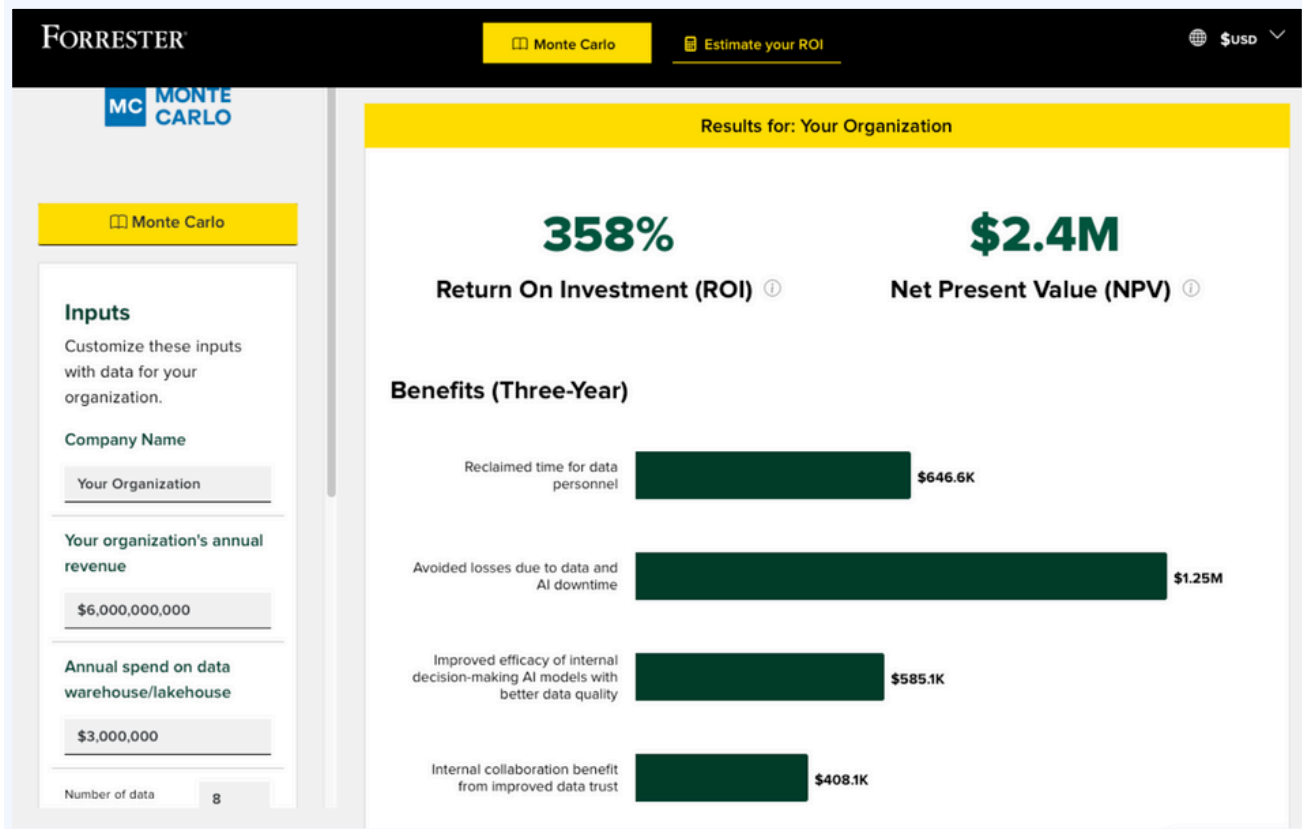 FORRESTER®
Monte Carlo
Estimate your ROI
$USD
MC MONTE
CARLO
Monte Carlo
Inputs
Customize these inputs
with data for your
organization.
Company Name
Your Organization
Your organization's annual
revenue
$6,000,000,000
Annual spend on data
warehouse/lakehouse
$3,000,000
Number of data
8
Results for: Your Organization
358%
Return On Investment (ROI)
$2.4M
Net Present Value (NPV)
Benefits (Three-Year)
Reclaimed time for data
personnel
$646.6K
Avoided losses due to data and
AI downtime
$1.25M
Improved efficacy of internal
decision-making AI models with
better data quality
$585.1K
Internal collaboration benefit
from improved data trust
$408.1K